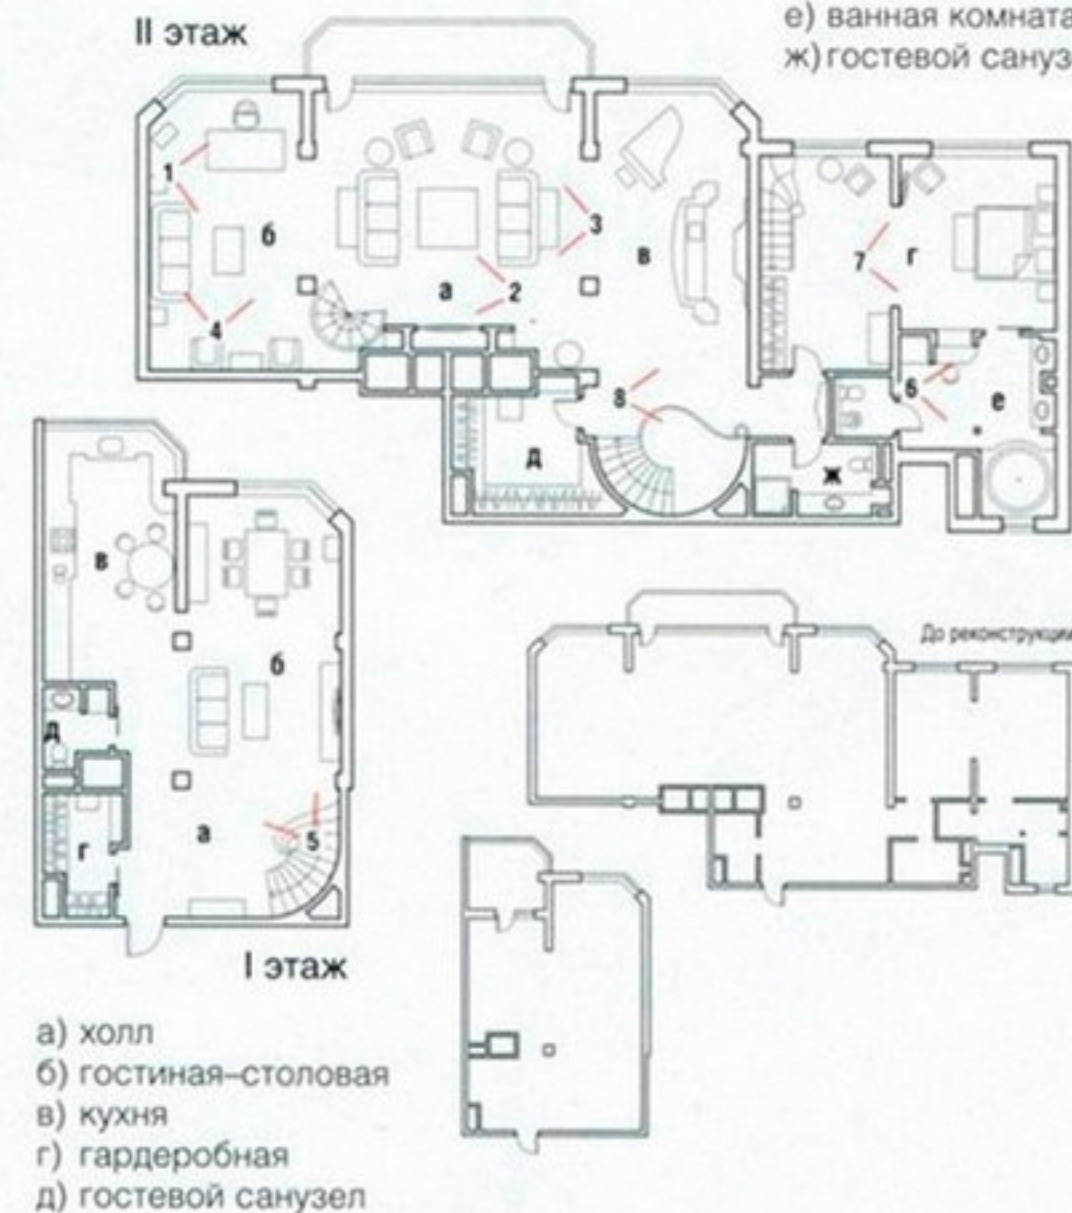 е) ванная комната
ж) гостевой сануз
II этаж
1
б
4
а
2
3
в
8
д
7
г
6
е
ж
в
б
д
г
а
5
I этаж
До реконструкции
а) холл
б) гостиная–столовая
в) кухня
г) гардеробная
д) гостевой санузел